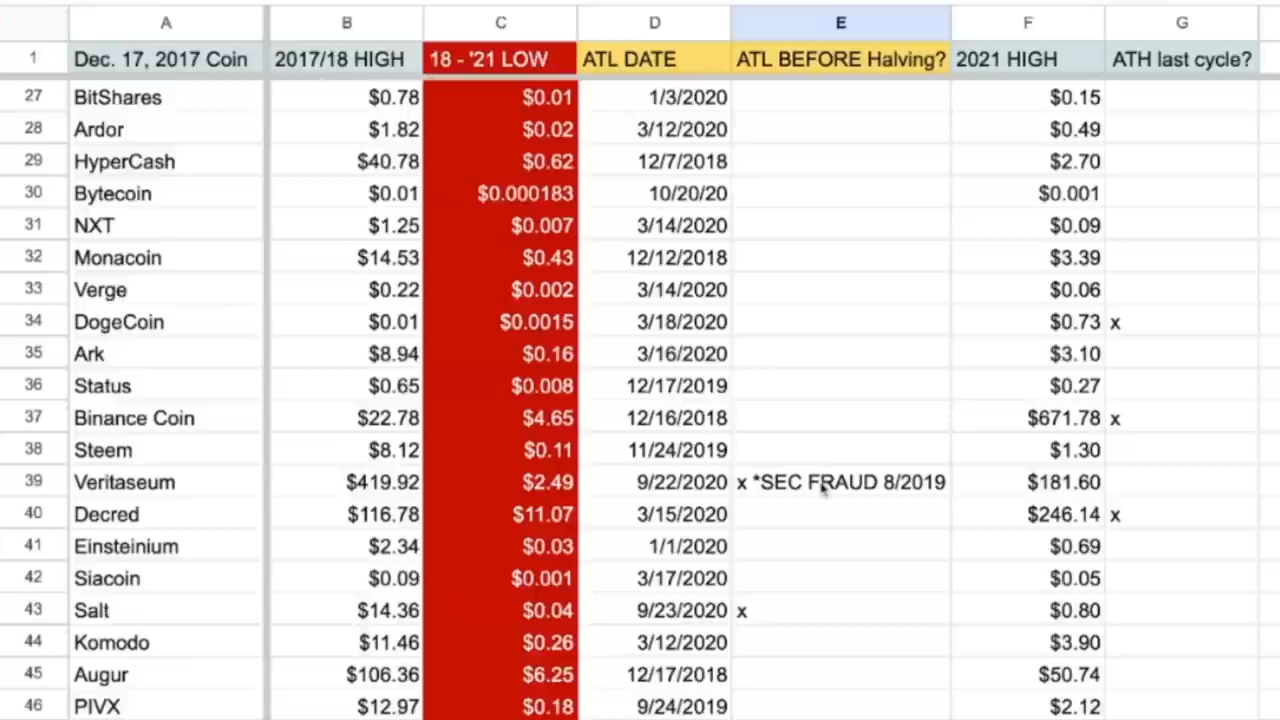 A B C D E F G
1 Dec. 17, 2017 Coin 2017/18 HIGH 18 - '21 LOW ATL DATE ATL BEFORE Halving? 2021 HIGH ATH last cycle?
27 BitShares $0.78 $0.01 1/3/2020 $0.15
28 Ardor $1.82 $0.02 3/12/2020 $0.49
29 HyperCash $40.78 $0.62 12/7/2018 $2.70
30 Bytecoin $0.01 $0.000183 10/20/20 $0.001
31 NXT $1.25 $0.007 3/14/2020 $0.09
32 Monacoin $14.53 $0.43 12/12/2018 $3.39
33 Verge $0.22 $0.002 3/14/2020 $0.06
34 DogeCoin $0.01 $0.0015 3/18/2020 $0.73 x
35 Ark $8.94 $0.16 3/16/2020 $3.10
36 Status $0.65 $0.008 12/17/2019 $0.27
37 Binance Coin $22.78 $4.65 12/16/2018 $671.78 x
38 Steem $8.12 $0.11 11/24/2019 $1.30
39 Veritaseum $419.92 $2.49 9/22/2020 x *SEC FRAUD 8/2019 $181.60
40 Decred $116.78 $11.07 3/15/2020 $246.14 x
41 Einsteinium $2.34 $0.03 1/1/2020 $0.69
42 Siacoin $0.09 $0.001 3/17/2020 $0.05
43 Salt $14.36 $0.04 9/23/2020 x $0.80
44 Komodo $11.46 $0.26 3/12/2020 $3.90
45 Augur $106.36 $6.25 12/17/2018 $50.74
46 PIVX $12.97 $0.18 9/24/2019 $2.12